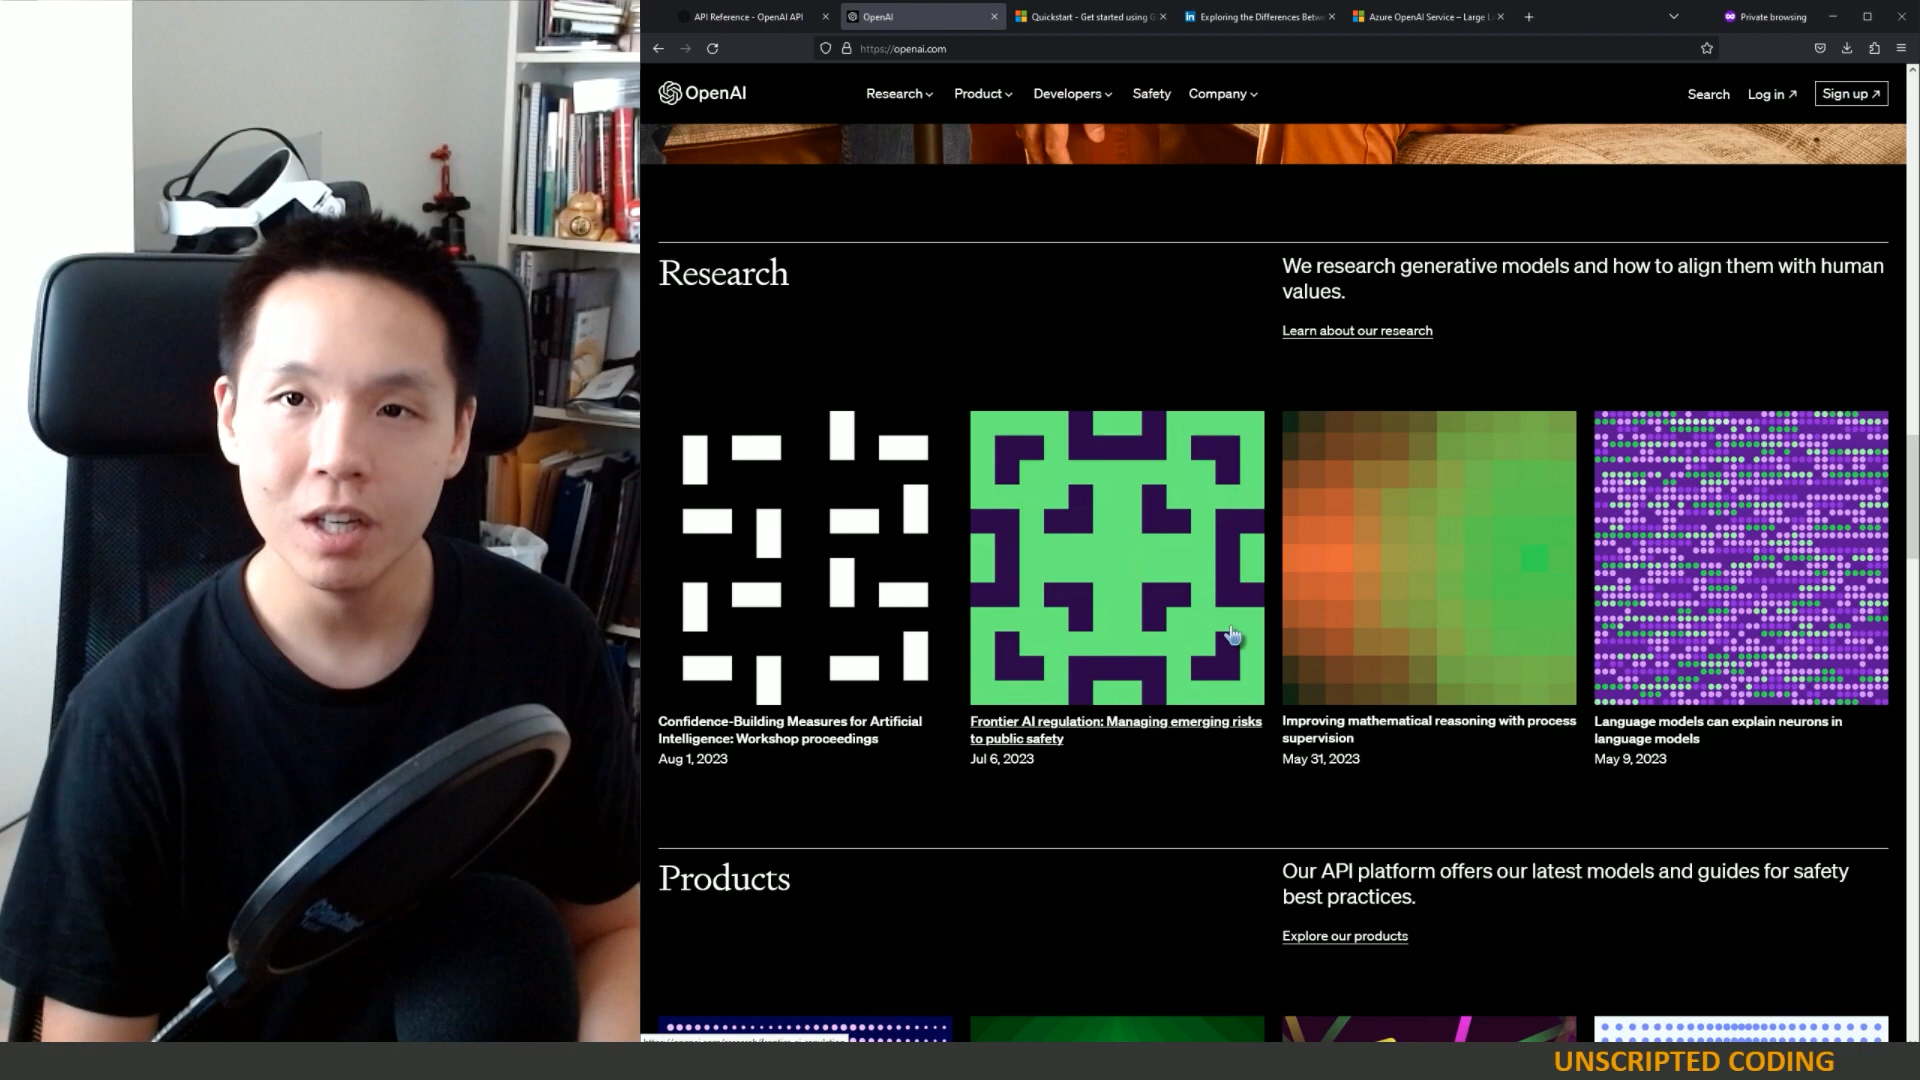 API Reference - OpenAI API
OpenAI
Quickstart - Get started using G
Exploring the Differences Betwe
Azure OpenAI Service – Large L
Private browsing
https://openai.com
OpenAI
Research
Product
Developers
Safety
Company
Search
Log in ↗
Sign up ↗
Research
We research generative models and how to align them with human
values.
Learn about our research
Confidence-Building Measures for Artificial
Intelligence: Workshop proceedings
Aug 1, 2023
Frontier AI regulation: Managing emerging risks
to public safety
Jul 6, 2023
Improving mathematical reasoning with process
supervision
May 31, 2023
Language models can explain neurons in
language models
May 9, 2023
Products
Our API platform offers our latest models and guides for safety
best practices.
Explore our products
UNSCRIPTED CODING